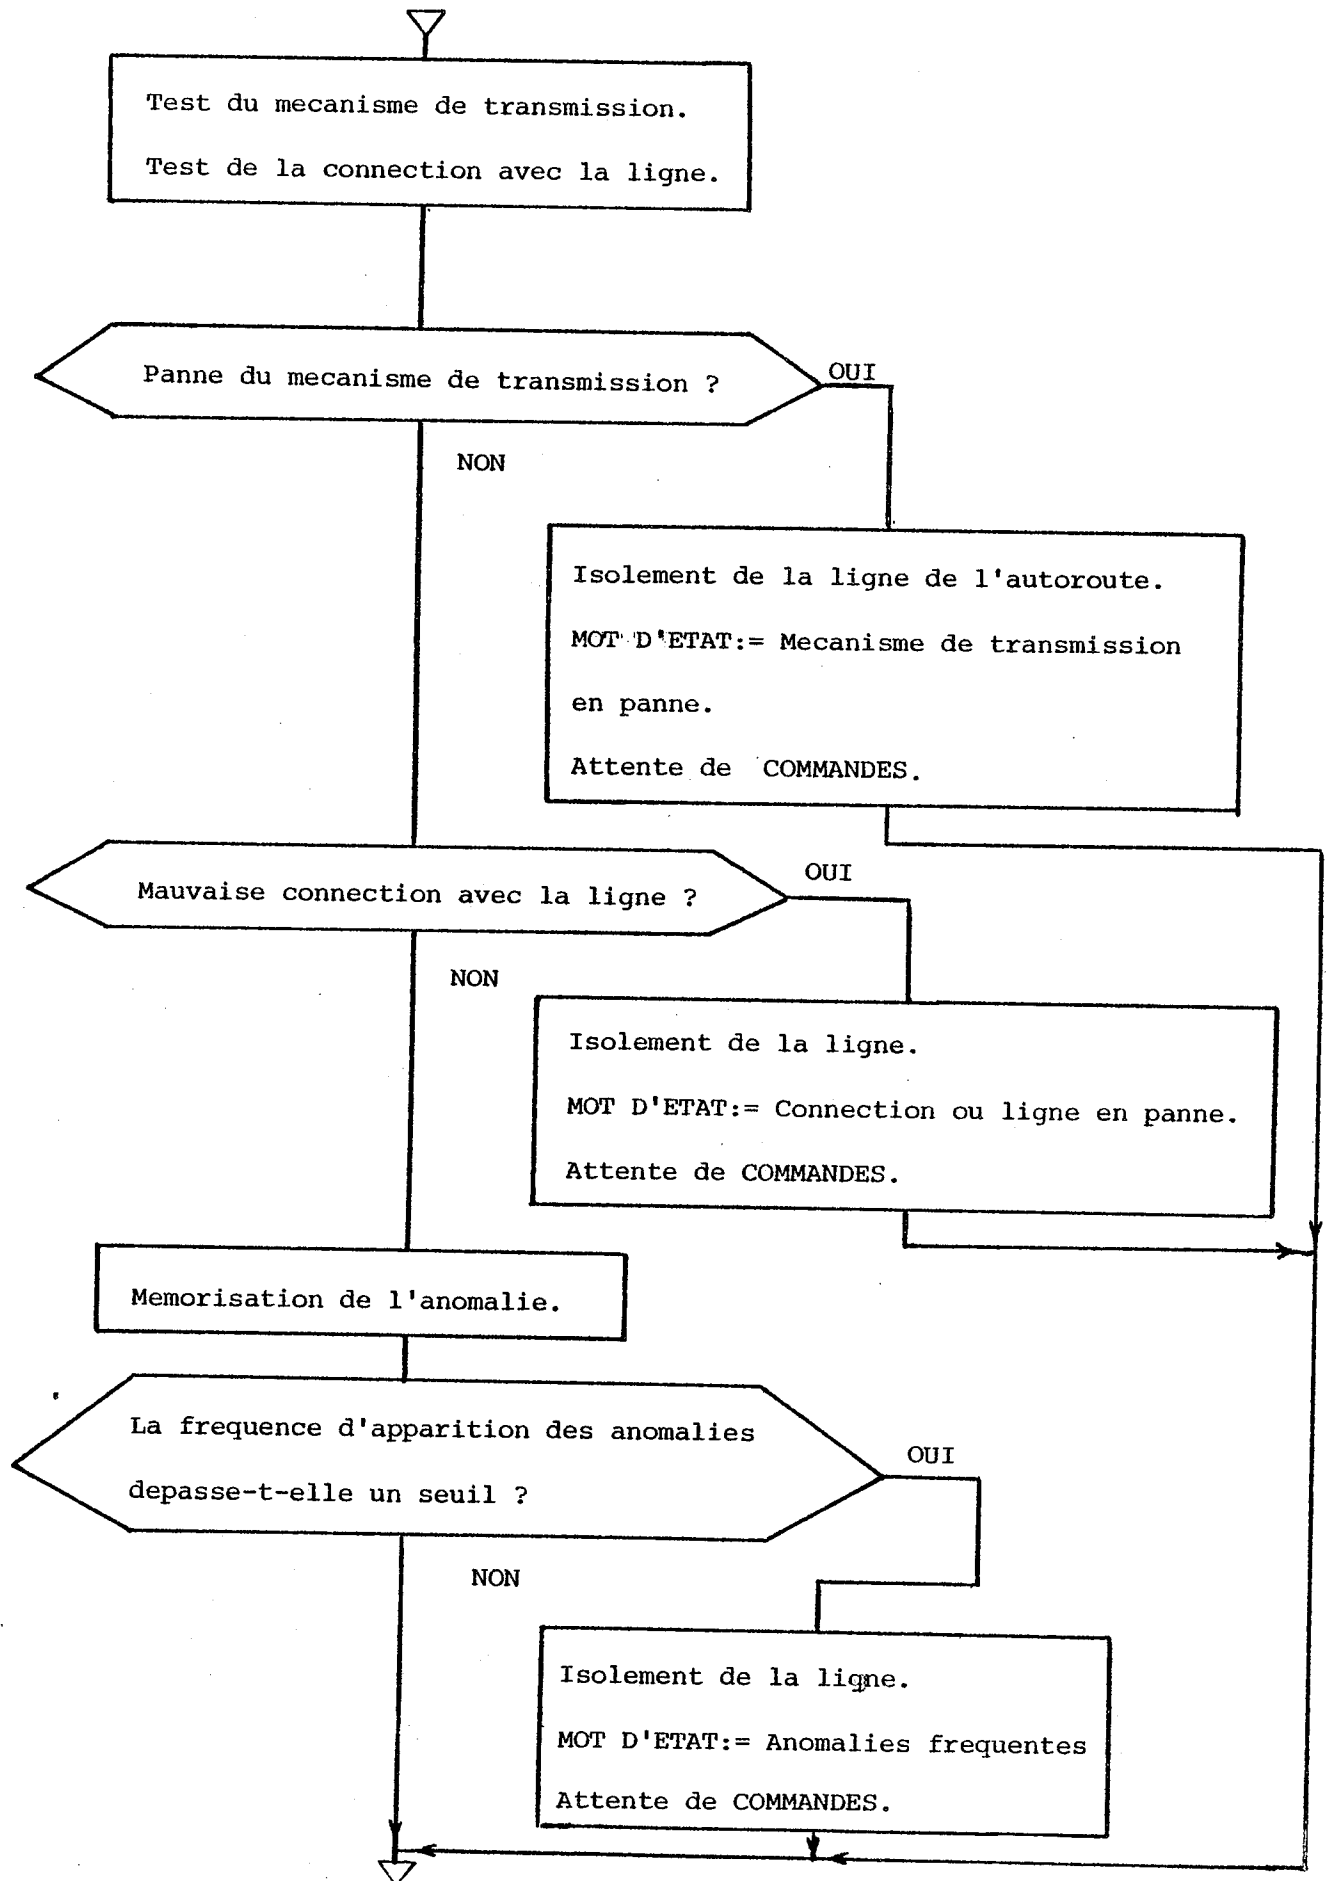 Test du mecanisme de transmission.
Test de la connection avec la ligne.
Panne du mecanisme de transmission ?
OUI
NON
Isolement de la ligne de l'autoroute.
MOT D'ETAT:= Mecanisme de transmission
en panne.
Attente de COMMANDES.
Mauvaise connection avec la ligne ?
OUI
NON
Isolement de la ligne.
MOT D'ETAT:= Connection ou ligne en panne.
Attente de COMMANDES.
Memorisation de l'anomalie.
La frequence d'apparition des anomalies
depasse-t-elle un seuil ?
OUI
NON
Isolement de la ligne.
MOT D'ETAT:= Anomalies frequentes
Attente de COMMANDES.